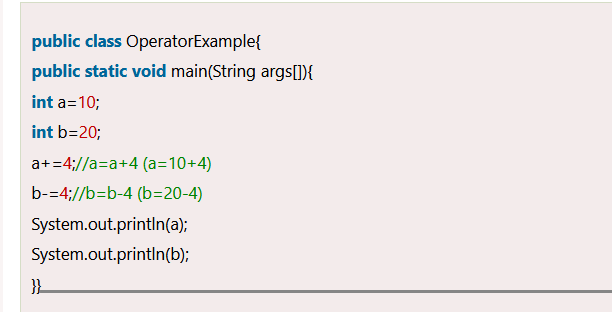 public class OperatorExample{
public static void main(String args[]){
int a=10;
int b=20;
a+=4;//a=a+4 (a=10+4)
b-=4;//b=b-4 (b=20-4)
System.out.println(a);
System.out.println(b);
}}